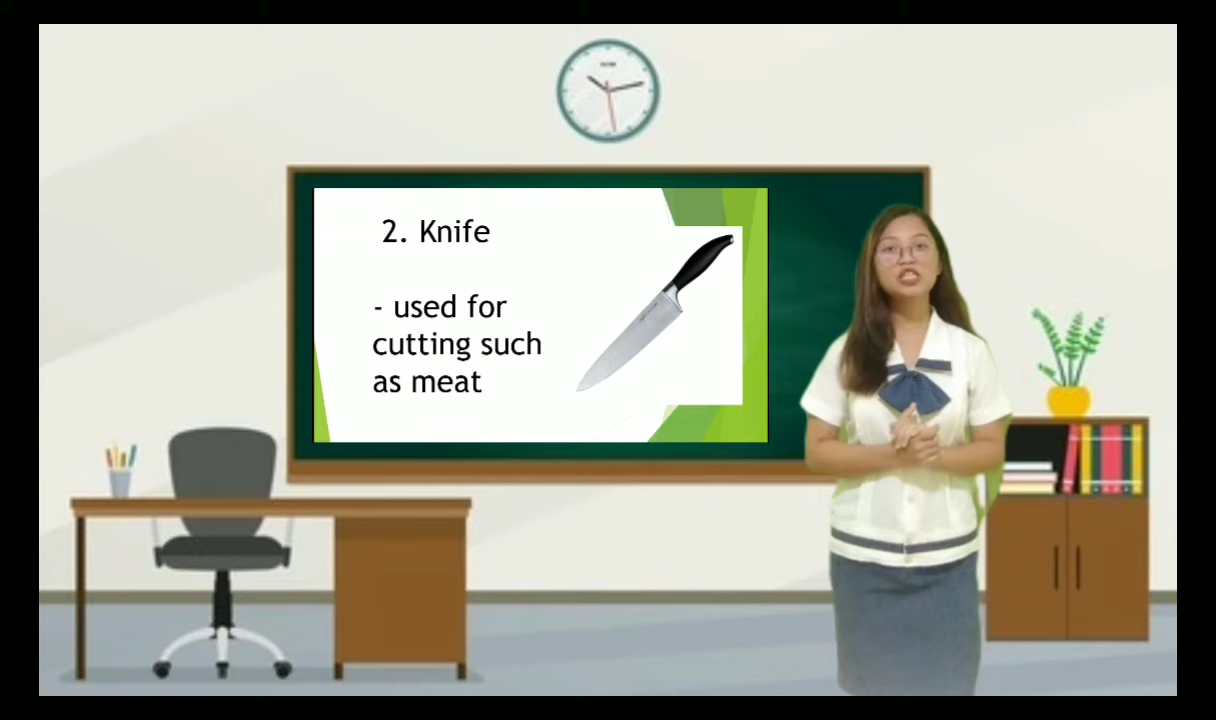 2. Knife
- used for
cutting such
as meat